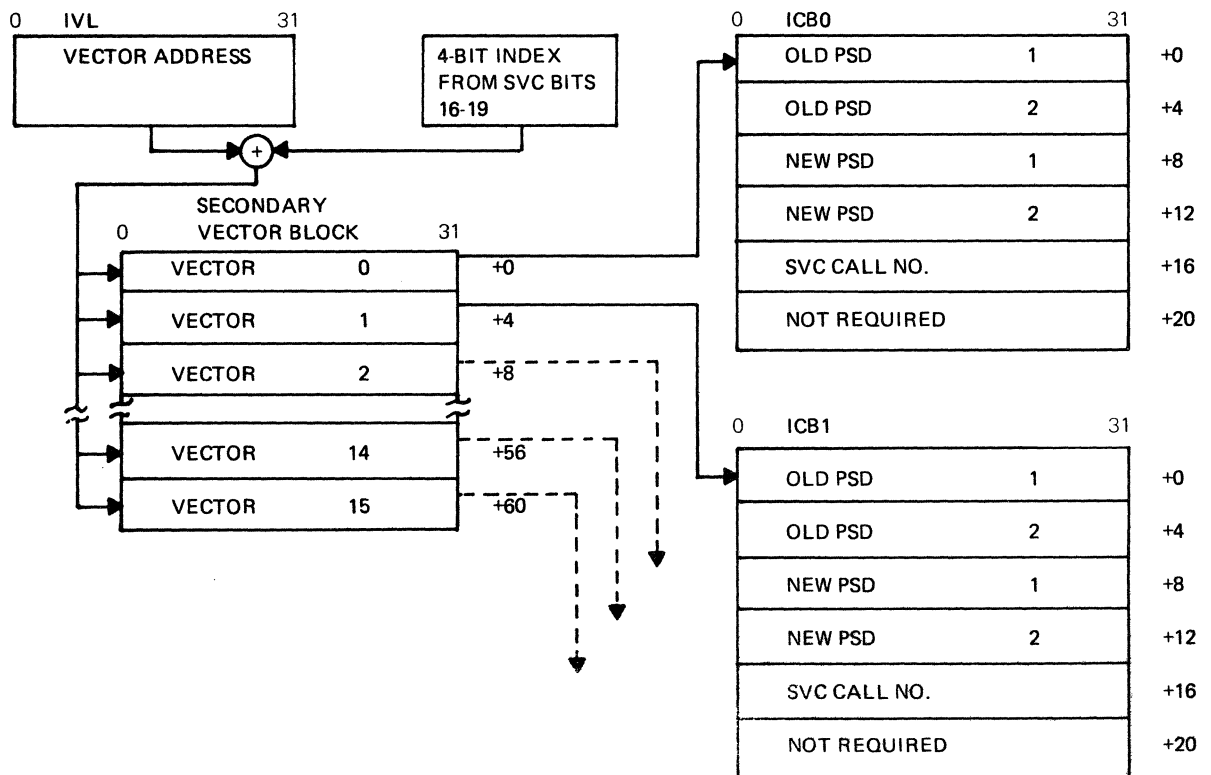 0 IVL 31
VECTOR ADDRESS
4-BIT INDEX
FROM SVC BITS
16-19
+
SECONDARY
0 VECTOR BLOCK 31
VECTOR 0 +0
VECTOR 1 +4
VECTOR 2 +8
VECTOR 14 +56
VECTOR 15 +60
0 ICB0 31
OLD PSD 1 +0
OLD PSD 2 +4
NEW PSD 1 +8
NEW PSD 2 +12
SVC CALL NO. +16
NOT REQUIRED +20
0 ICB1 31
OLD PSD 1 +0
OLD PSD 2 +4
NEW PSD 1 +8
NEW PSD 2 +12
SVC CALL NO. +16
NOT REQUIRED +20